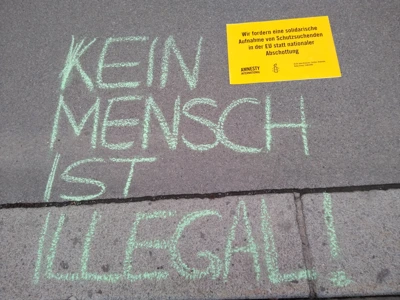 KEIN
MENSCH
IST
ILLEGAL!
Wir fordern eine solidarische
Aufnahme von Schutzsuchenden
in der EU statt nationaler
Abschottung
AMNESTY
INTERNATIONAL